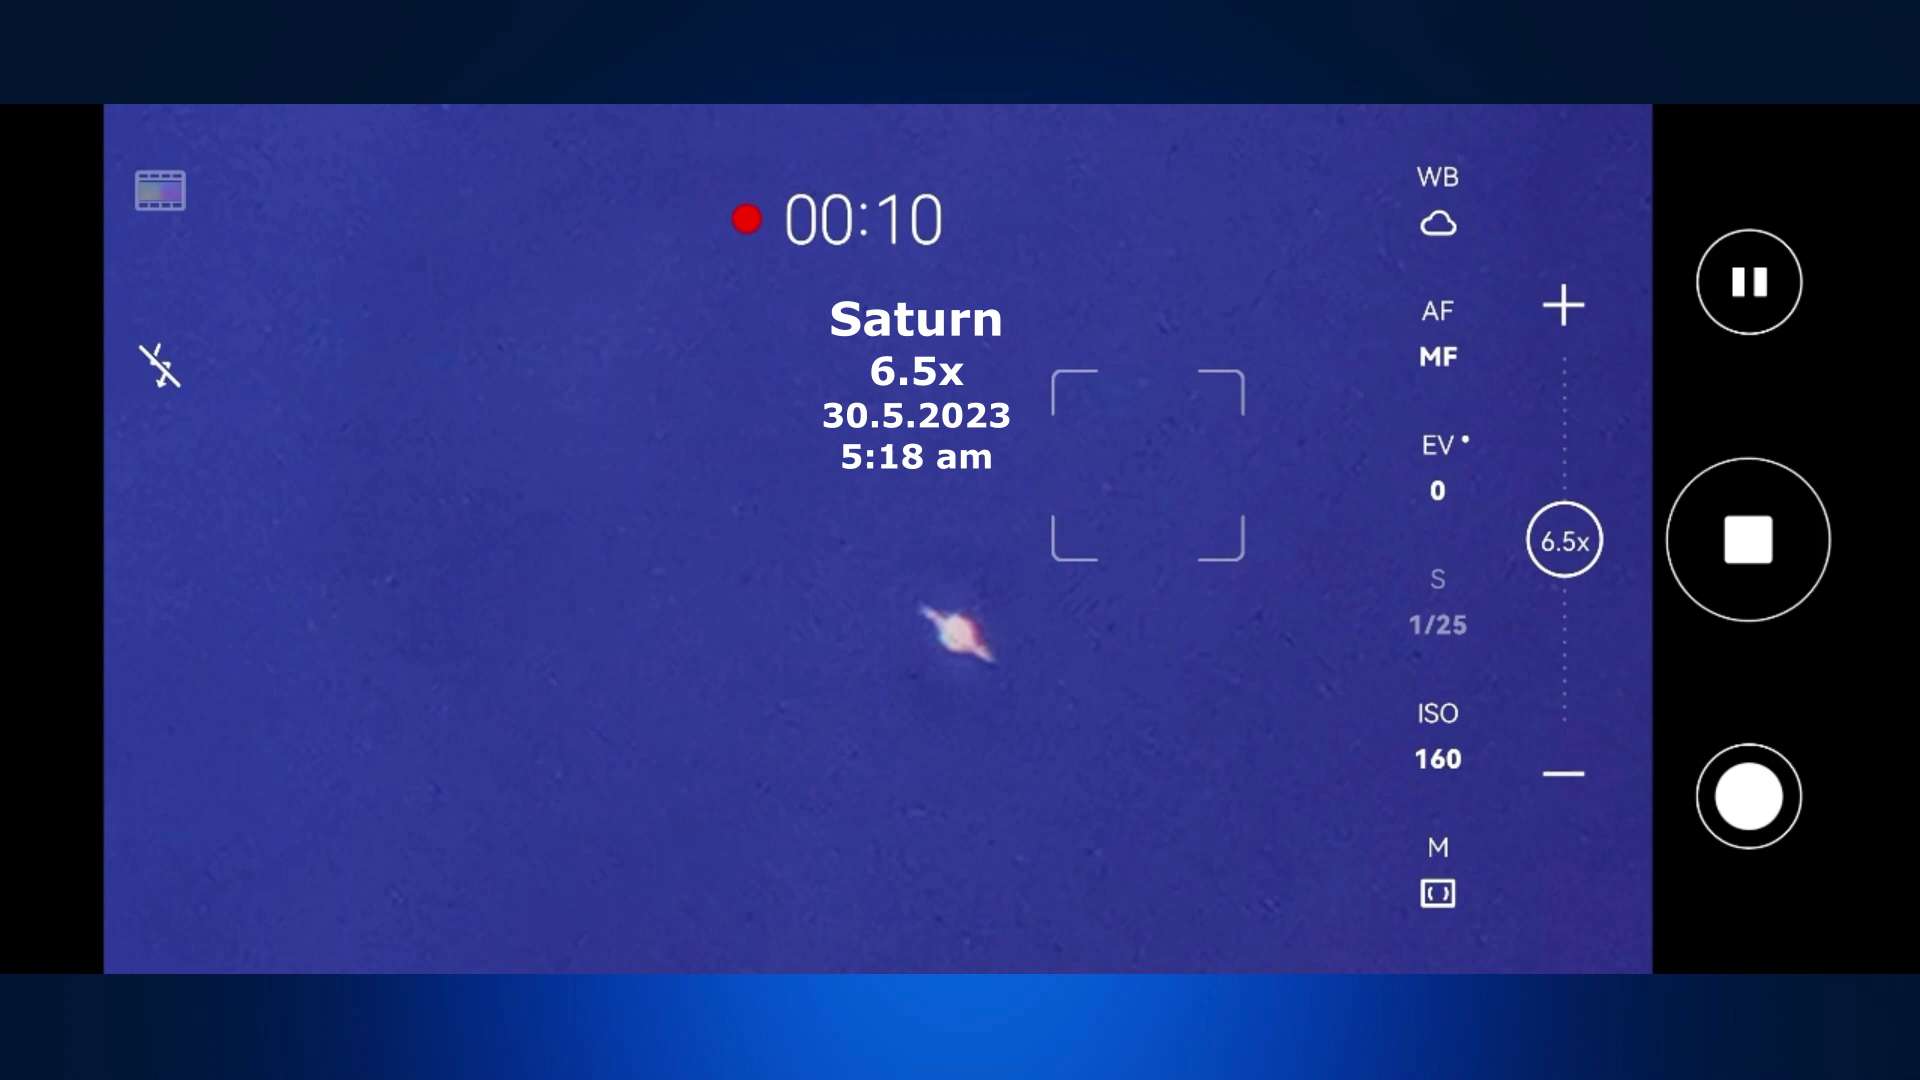 00:10
Saturn
6.5x
30.5.2023
5:18 am
WB
AF
MF
EV
0
S
1/25
ISO
160
M
6.5x